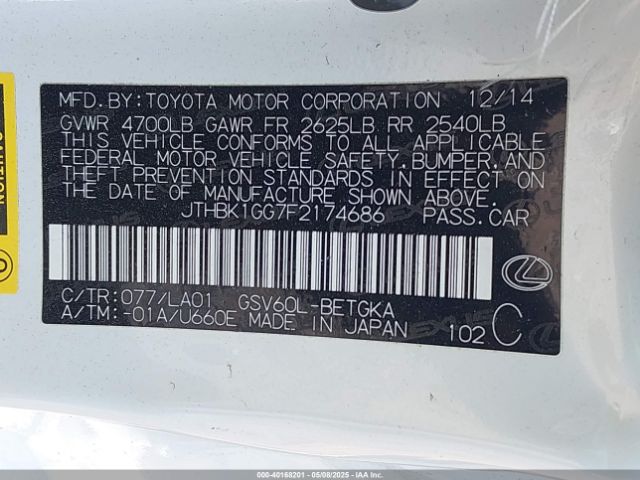 MFD.BY:TOYOTA MOTOR CORPORATION 12/14
GVWR 4700LB GAWR FR 2625LB RR 2540LB
THIS VEHICLE CONFORMS TO ALL APPLICABLE
FEDERAL MOTOR VEHICLE SAFETY,BUMPER,AND
THEFT PREVENTION STANDARDS IN EFFECT ON
THE DATE OF MANUFACTURE SHOWN ABOVE.
JTHBK1GG7F2174686 PASS.CAR
C/TR:077/LA01 GSV60L-BETGKA
A/TM:-01A/U660E MADE IN JAPAN 102 C
CAUTION
000-40168201 - 05/08/2025 - IAAI.com